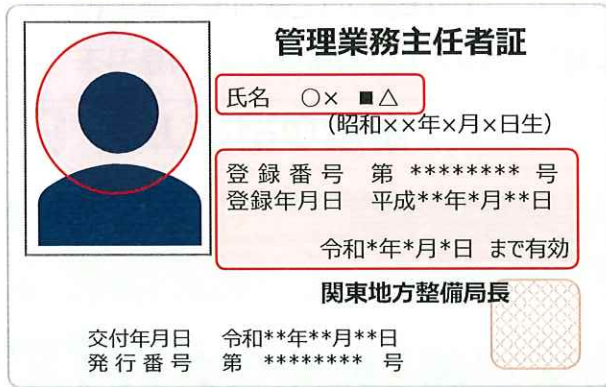 管理業務主任者証
氏名　○×　■△
(昭和××年×月×日生)
登録番号　第　********　号
登録年月日　平成**年*月**日
令和*年*月*日 まで有効
関東地方整備局長
交付年月日　令和**年**月**日
発行番号　第　********　号